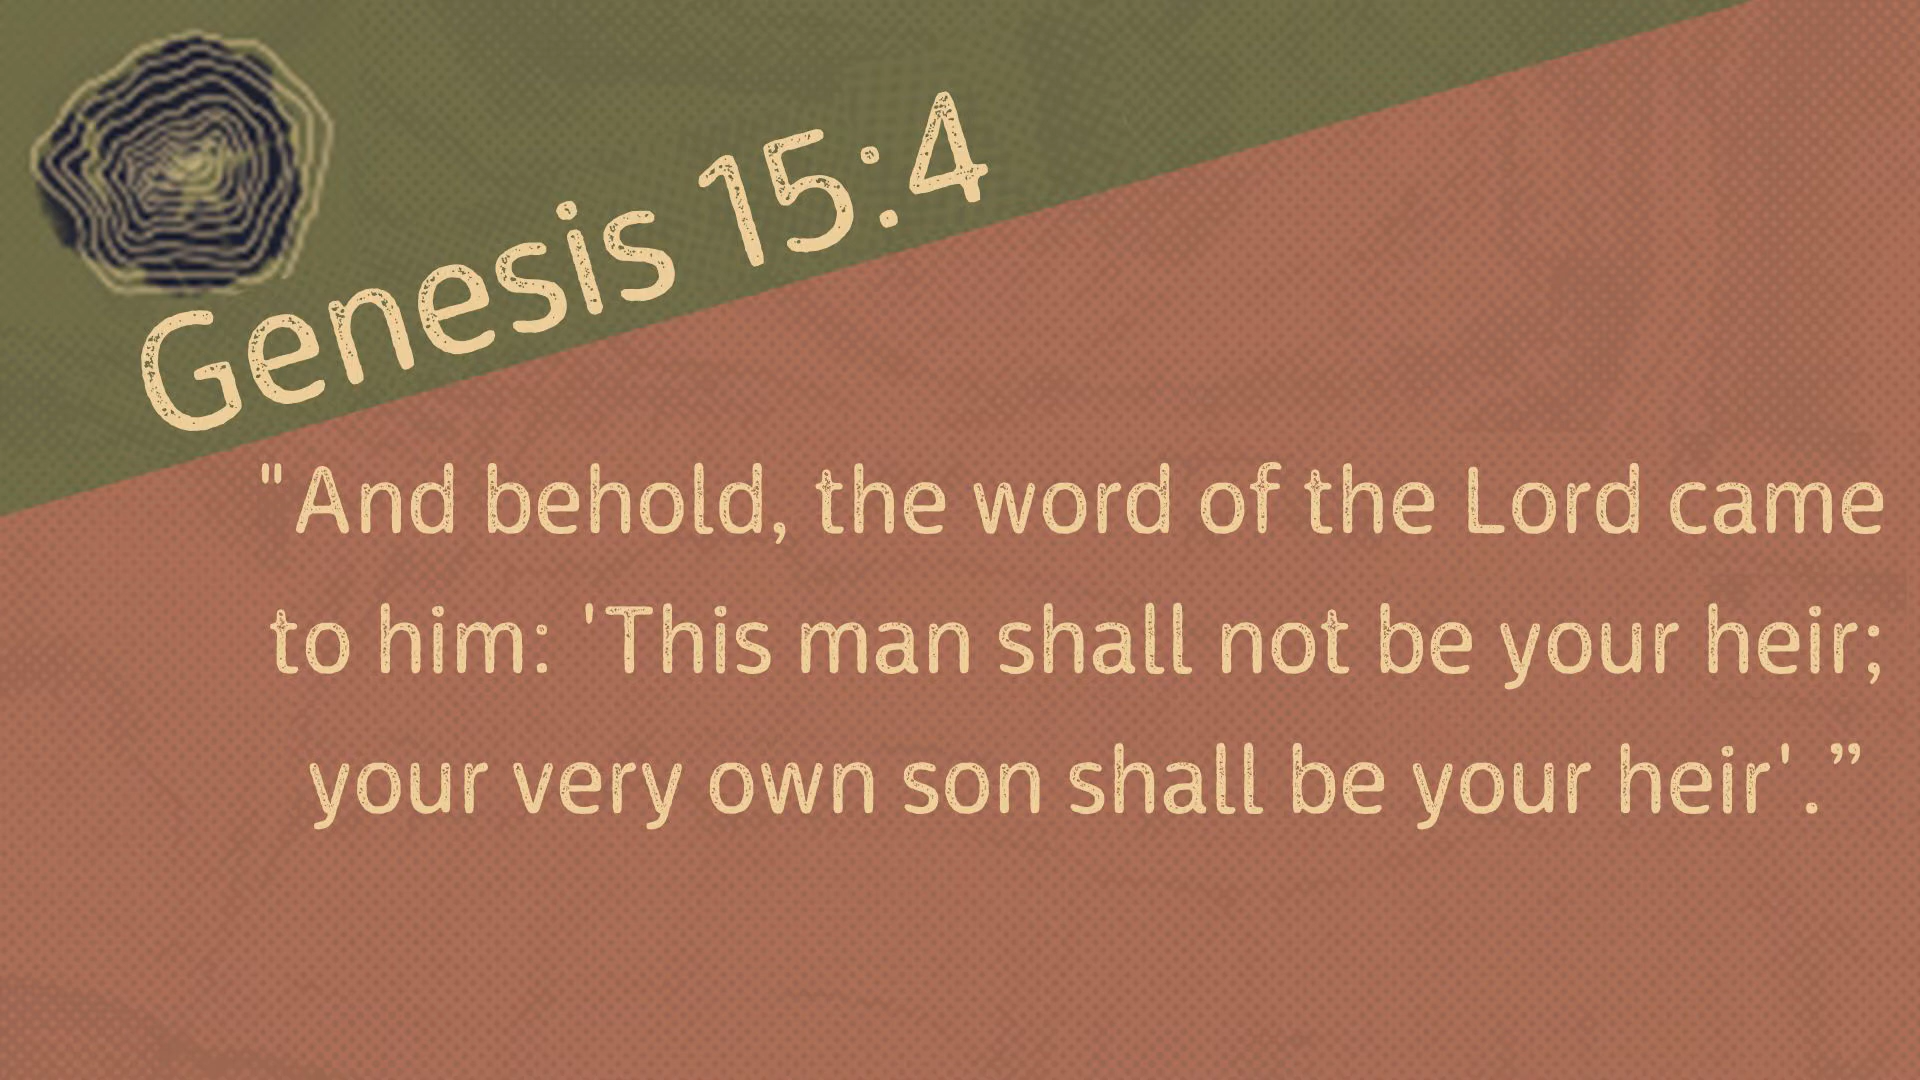 Genesis 15:4
"And behold, the word of the Lord came
to him: 'This man shall not be your heir;
your very own son shall be your heir'.”